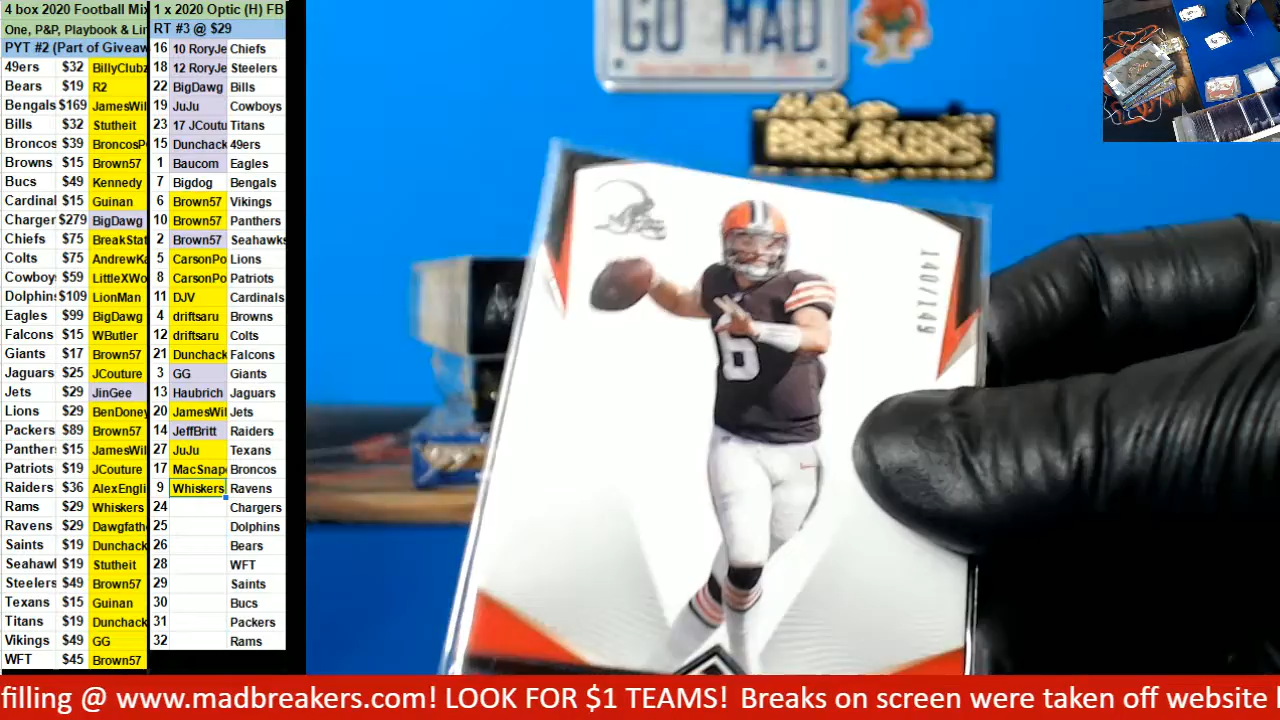 4 box 2020 Football Mix
One, P&P, Playbook & Lim
PYT #2 (Part of Giveaw
49ers $32 BillyClubz
Bears $19 R2
Bengals $169 JamesWil
Bills $32 Stutheit
Broncos $39 BroncosP
Browns $15 Brown57
Bucs $49 Kennedy
Cardinal $15 Guinan
Charger $279 BigDawg
Chiefs $75 BreakStat
Colts $75 AndrewKa
Cowboy $59 LittleXWo
Dolphins $109 LionMan
Eagles $99 BigDawg
Falcons $15 WButler
Giants $17 Brown57
Jaguars $25 JCouture
Jets $29 JinGee
Lions $29 BenDoney
Packers $89 Brown57
Panther $15 JamesWil
Patriots $19 JCouture
Raiders $36 AlexEngli
Rams $29 Whiskers
Ravens $29 Dawgfath
Saints $19 Dunchack
Seahawl $19 Stutheit
Steelers $49 Brown57
Texans $15 Guinan
Titans $19 Dunchack
Vikings $49 GG
WFT $45 Brown57
1 x 2020 Optic (H) FB
RT #3 @ $29
16 10 RoryJe Chiefs
18 12 RoryJe Steelers
22 BigDawg Bills
19 JuJu Cowboys
23 17 JCoutu Titans
15 Dunchack 49ers
1 Baucom Eagles
7 Bigdog Bengals
6 Brown57 Vikings
10 Brown57 Panthers
2 Brown57 Seahawks
5 CarsonPo Lions
8 CarsonPo Patriots
11 DJV Cardinals
4 driftsaru Browns
12 driftsaru Colts
21 Dunchack Falcons
3 GG Giants
13 Haubrich Jaguars
20 JamesWil Jets
14 JeffBritt Raiders
27 JuJu Texans
17 MacSnap Broncos
9 Whiskers Ravens
24 Chargers
25 Dolphins
26 Bears
28 WFT
29 Saints
30 Bucs
31 Packers
32 Rams
GO MAD
BREAKERS
140/149
6
filling @ www.madbreakers.com! LOOK FOR $1 TEAMS! Breaks on screen were taken off website